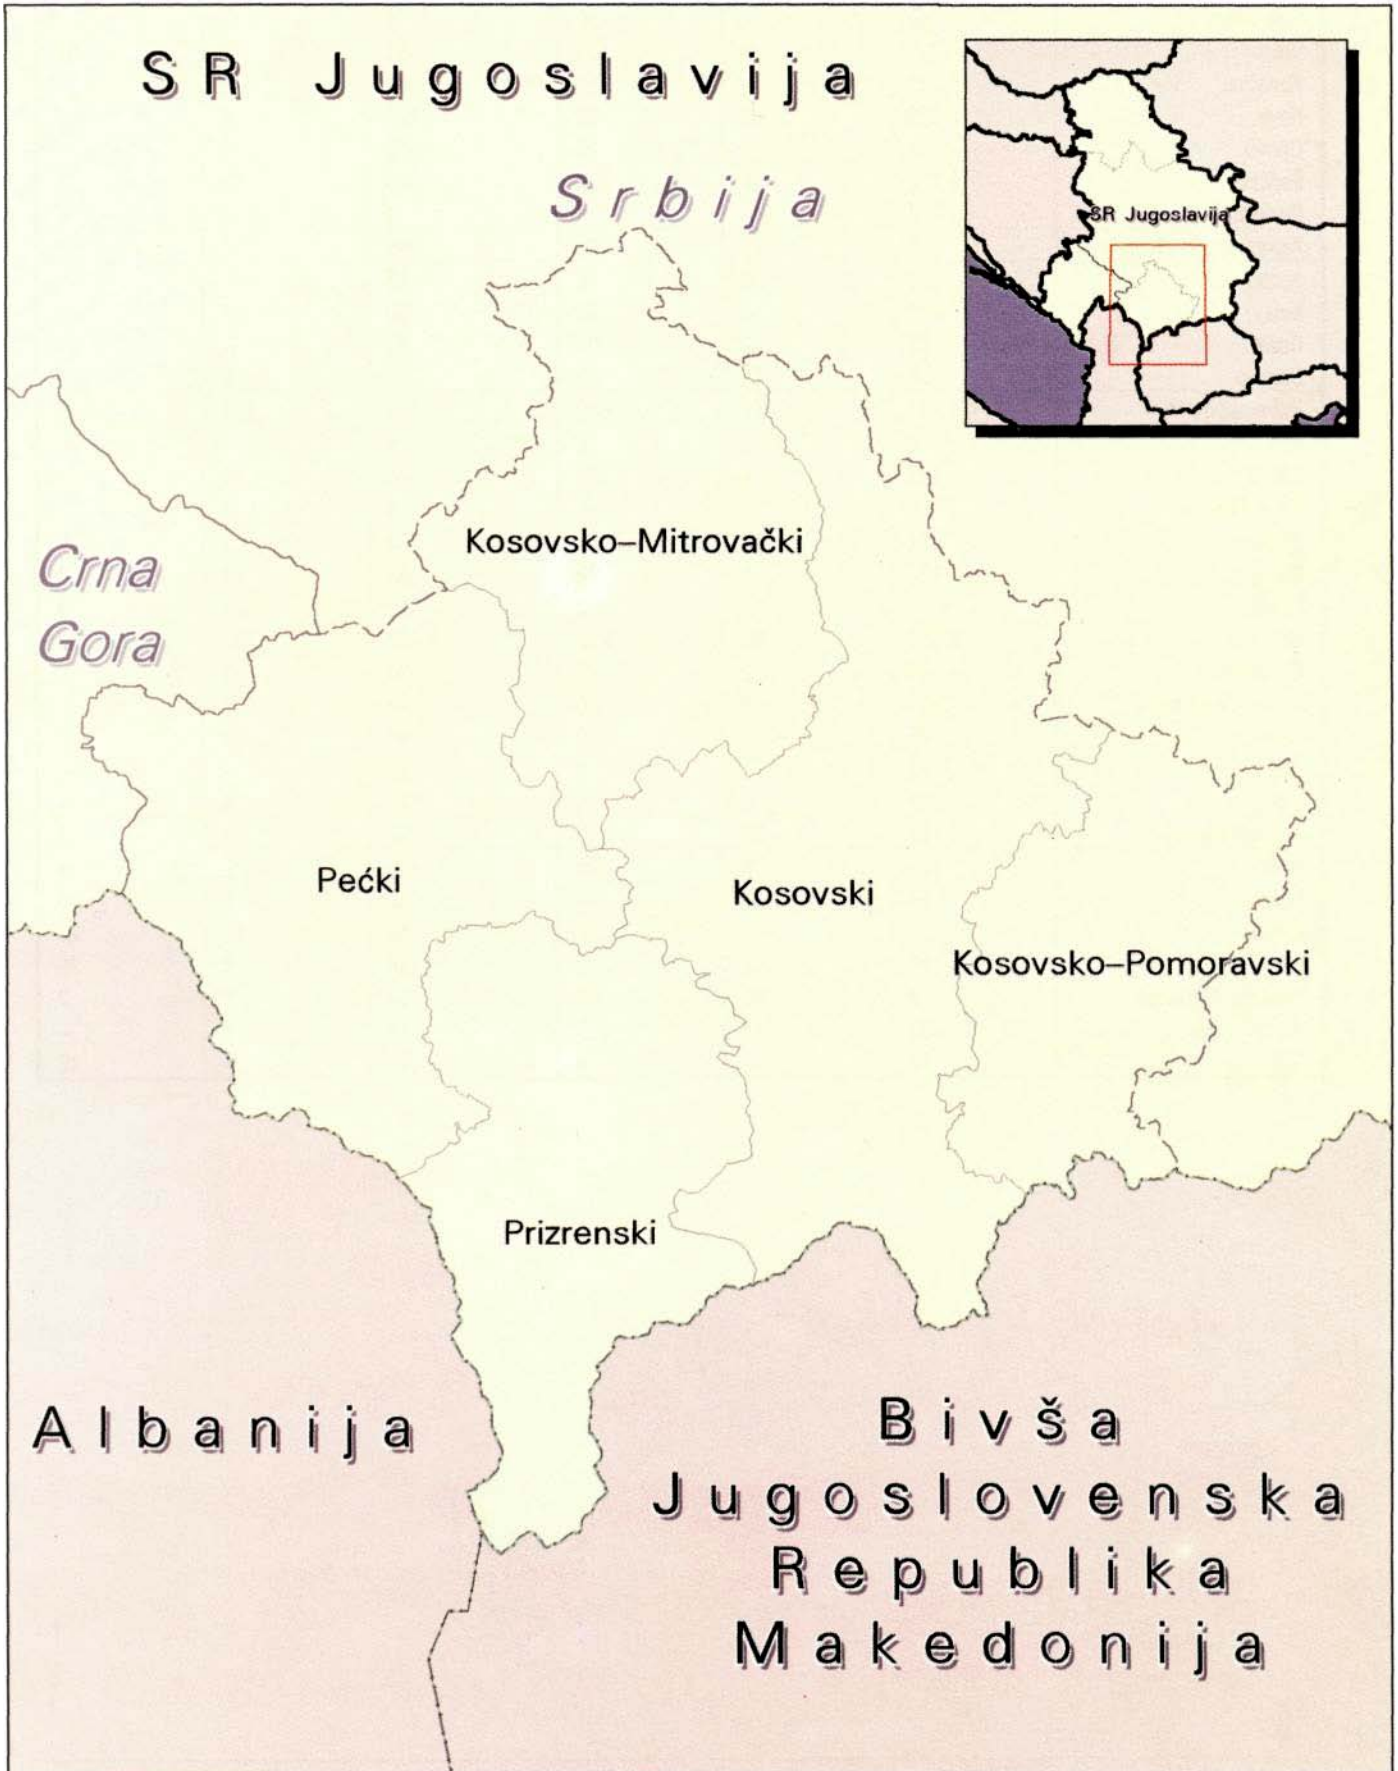 SR Jugoslavija
Srbija
SR Jugoslavija
Kosovsko–Mitrovački
Crna
Gora
Pećki
Kosovski
Kosovsko–Pomoravski
Prizrenski
Albanija
Bivša
Jugoslovenska
Republika
Makedonija